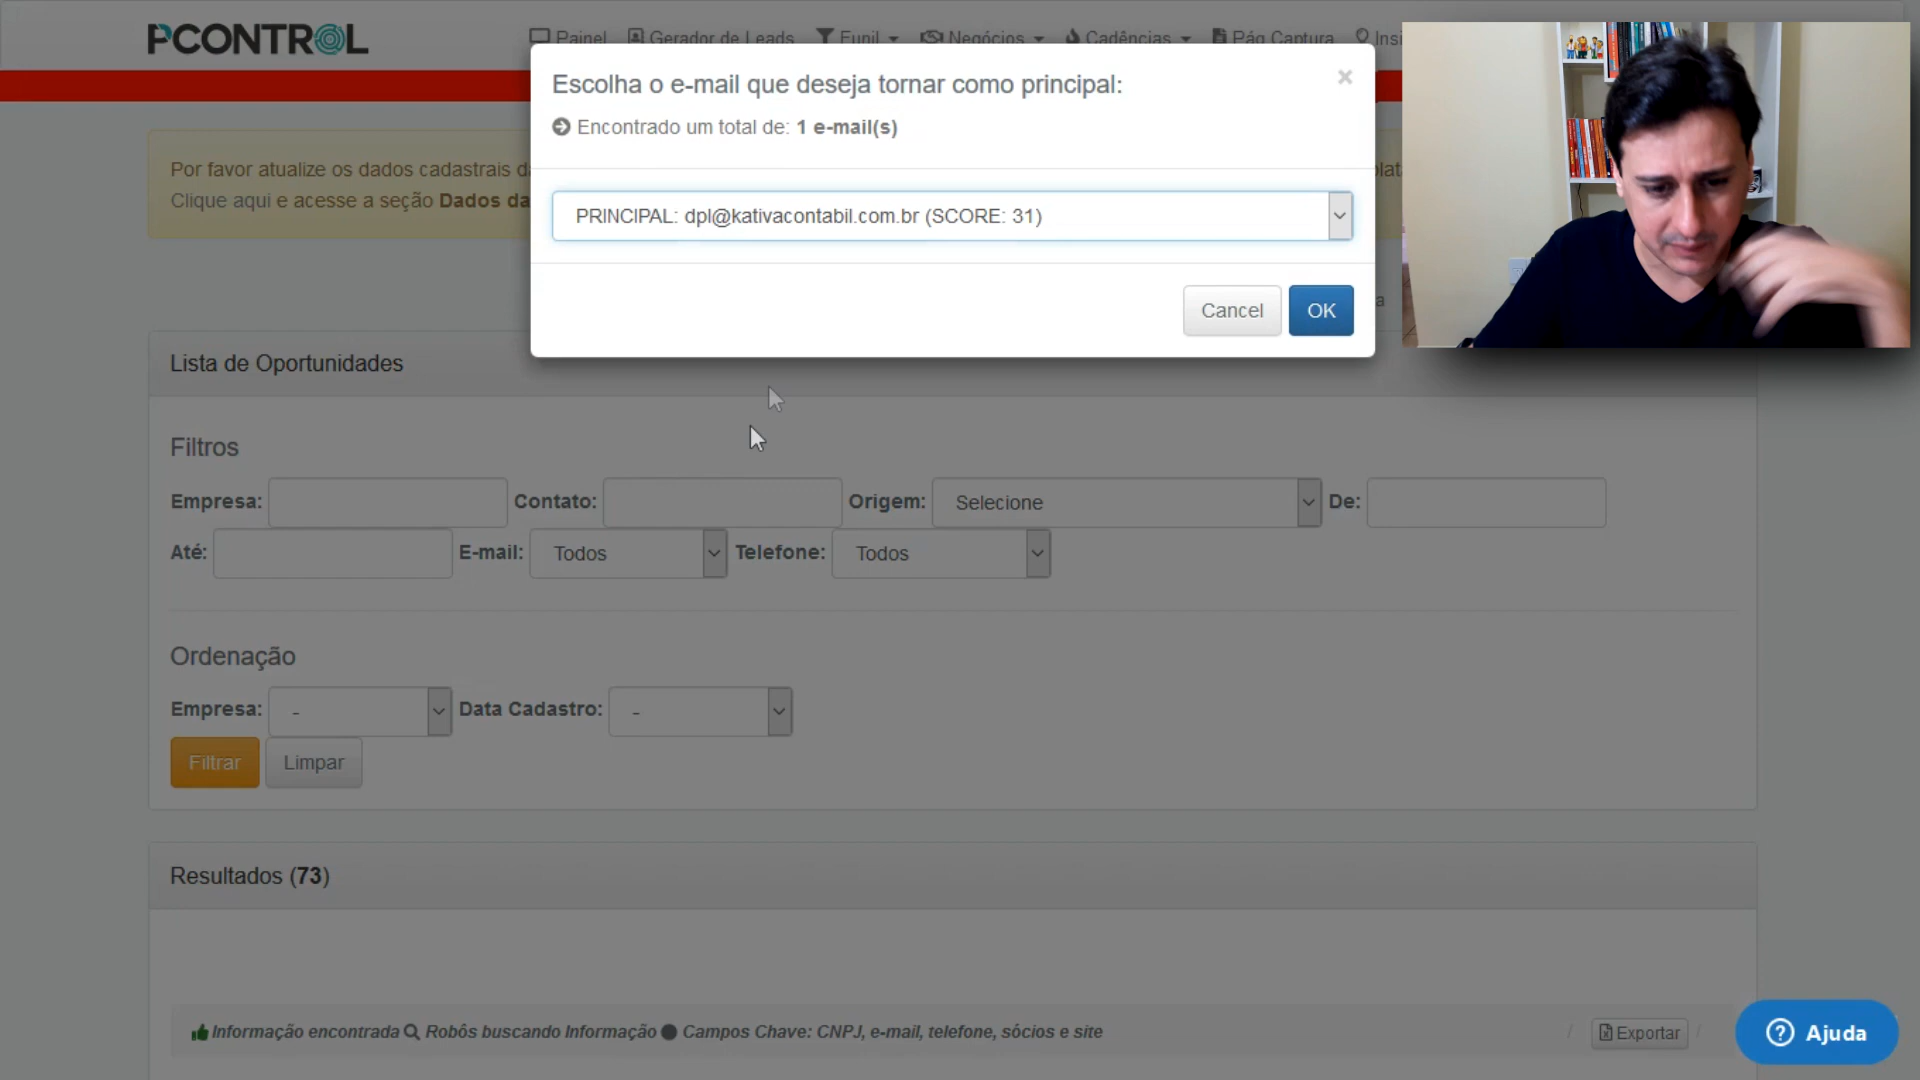 PCONTROL
Painel Gerador de Leads Funil Negócios Cadências Pág Captura Insi
Escolha o e-mail que deseja tornar como principal:
×
Encontrado um total de: 1 e-mail(s)
PRINCIPAL: dpl@kativacontabil.com.br (SCORE: 31)
Cancel OK
Por favor atualize os dados cadastrais d
Clique aqui e acesse a seção Dados da
Lista de Oportunidades
Filtros
Empresa: Contato: Origem: Selecione De:
Até: E-mail: Todos Telefone: Todos
Ordenação
Empresa: - Data Cadastro: -
Filtrar Limpar
Resultados (73)
Informação encontrada Robôs buscando Informação Campos Chave: CNPJ, e-mail, telefone, sócios e site
/ Exportar /
Ajuda